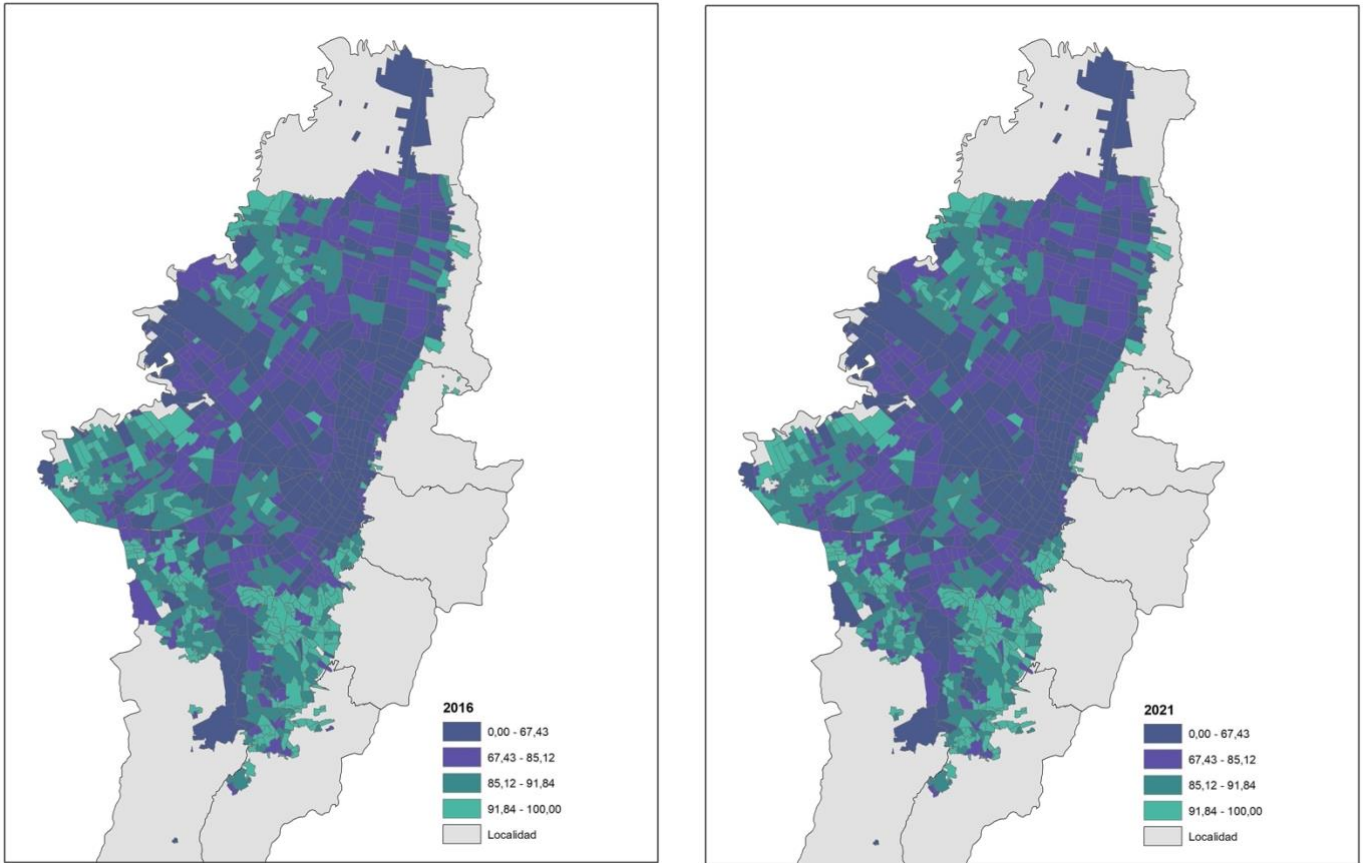 2016
0,00 - 67,43
67,43 - 85,12
85,12 - 91,84
91,84 - 100,00
Localidad
2021
0,00 - 67,43
67,43 - 85,12
85,12 - 91,84
91,84 - 100,00
Localidad